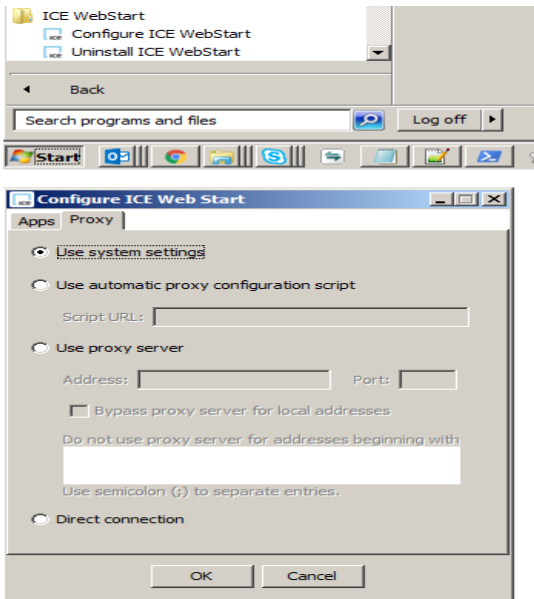 ICE WebStart
Configure ICE WebStart
Uninstall ICE WebStart
Back
Search programs and files
Log off
Start
Configure ICE Web Start
Apps Proxy
Use system settings
Use automatic proxy configuration script
Script URL:
Use proxy server
Address: Port:
Bypass proxy server for local addresses
Do not use proxy server for addresses beginning with
Use semicolon (;) to separate entries.
Direct connection
OK Cancel